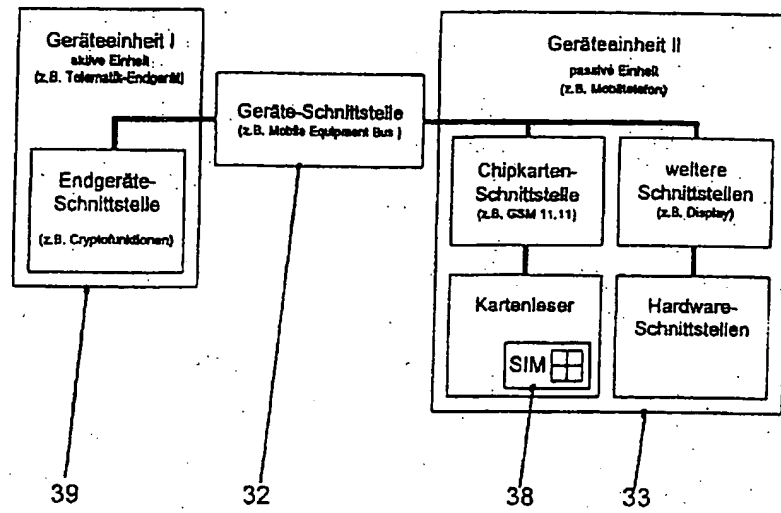 Geräteeinheit I
aktive Einheit
(z.B. Telematik-Endgerät)
Endgeräte-
Schnittstelle
(z.B. Cryptofunktionen)
Geräte-Schnittstelle
(z.B. Mobile Equipment Bus )
Geräteeinheit II
passive Einheit
(z.B. Mobiltelefon)
Chipkarten-
Schnittstelle
(z.B. GSM 11.11)
weitere
Schnittstellen
(z.B. Display)
Kartenleser
SIM
Hardware-
Schnittstellen
39
32
38
33